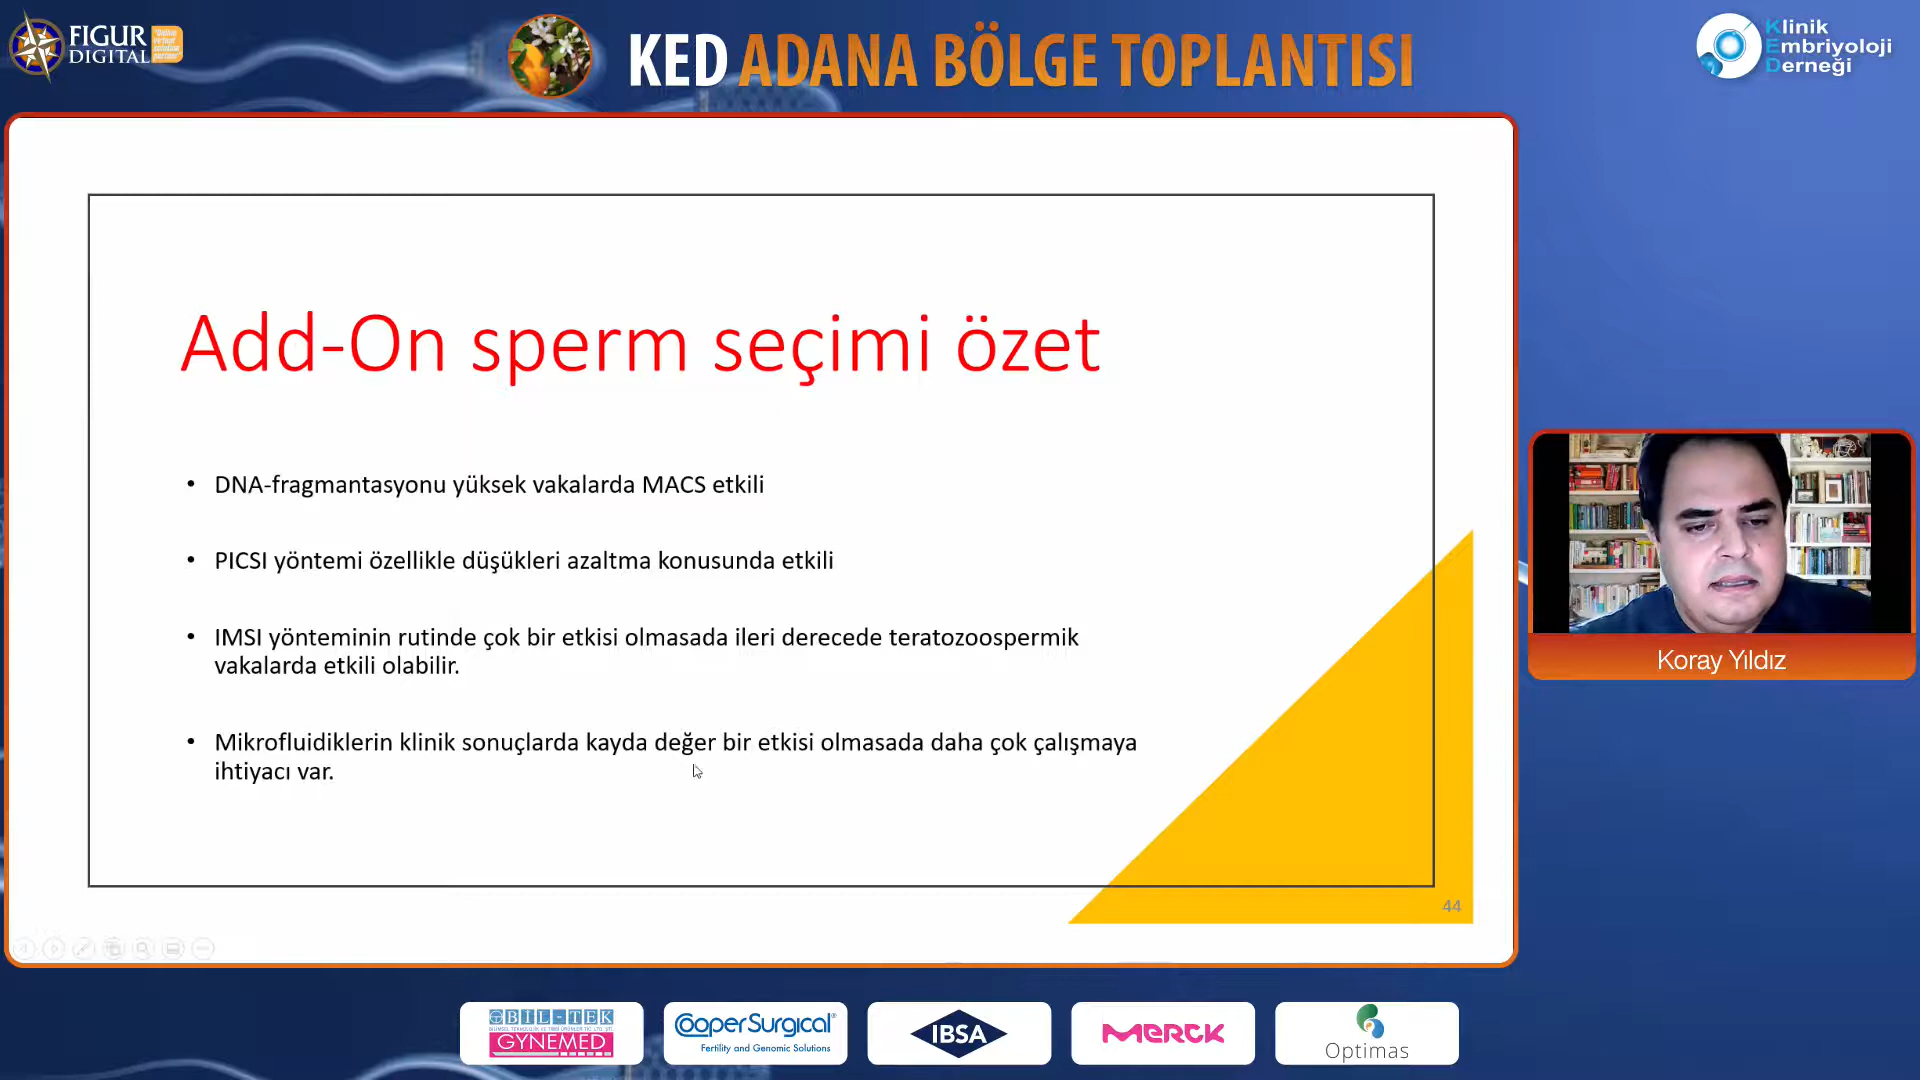 FIGUR
DIGITAL
KED ADANA BÖLGE TOPLANTISI
Klinik
Embriyoloji
Derneği
Add-On sperm seçimi özet
• DNA-fragmantasyonu yüksek vakalarda MACS etkili
• PICSI yöntemi özellikle düşükleri azaltma konusunda etkili
• IMSI yönteminin rutinde çok bir etkisi olmasada ileri derecede teratozoospermik
vakalarda etkili olabilir.
• Mikrofluidiklerin klinik sonuçlarda kayda değer bir etkisi olmasada daha çok çalışmaya
ihtiyacı var.
44
Koray Yıldız
BIL-TEK
GYNEMED
CooperSurgical®
Fertility and Genomic Solutions
IBSA
MERCK
Optimas